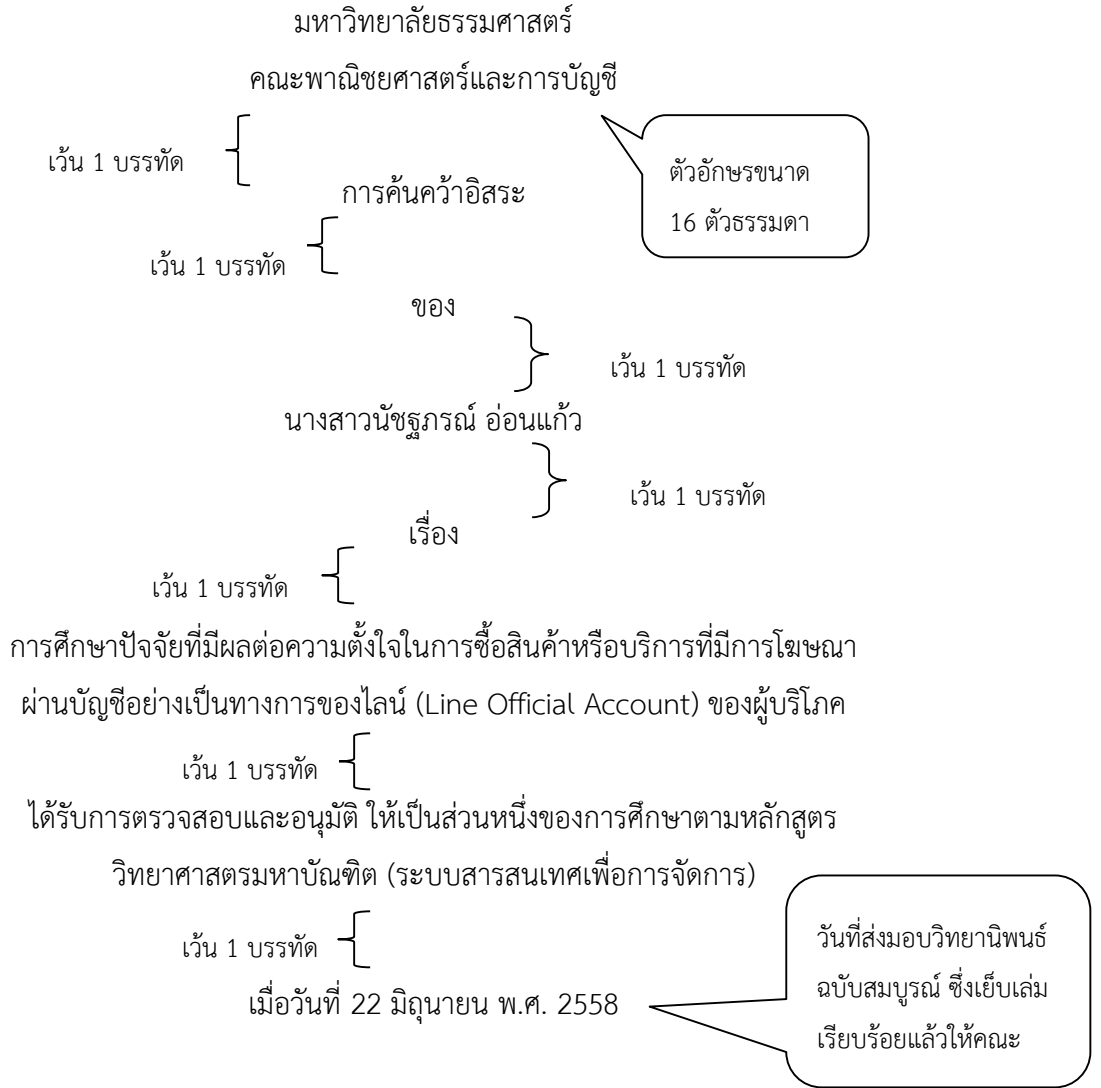 มหาวิทยาลัยธรรมศาสตร์
คณะพาณิชยศาสตร์และการบัญชี
เว้น 1 บรรทัด
ตัวอักษรขนาด
16 ตัวธรรมดา
การค้นคว้าอิสระ
เว้น 1 บรรทัด
ของ
เว้น 1 บรรทัด
นางสาวนัชฐภรณ์ อ่อนแก้ว
เว้น 1 บรรทัด
เรื่อง
เว้น 1 บรรทัด
การศึกษาปัจจัยที่มีผลต่อความตั้งใจในการซื้อสินค้าหรือบริการที่มีการโฆษณา
ผ่านบัญชีอย่างเป็นทางการของไลน์ (Line Official Account) ของผู้บริโภค
เว้น 1 บรรทัด
ได้รับการตรวจสอบและอนุมัติ ให้เป็นส่วนหนึ่งของการศึกษาตามหลักสูตร
วิทยาศาสตรมหาบัณฑิต (ระบบสารสนเทศเพื่อการจัดการ)
เว้น 1 บรรทัด
เมื่อวันที่ 22 มิถุนายน พ.ศ. 2558
วันที่ส่งมอบวิทยานิพนธ์
ฉบับสมบูรณ์ ซึ่งเย็บเล่ม
เรียบร้อยแล้วให้คณะ